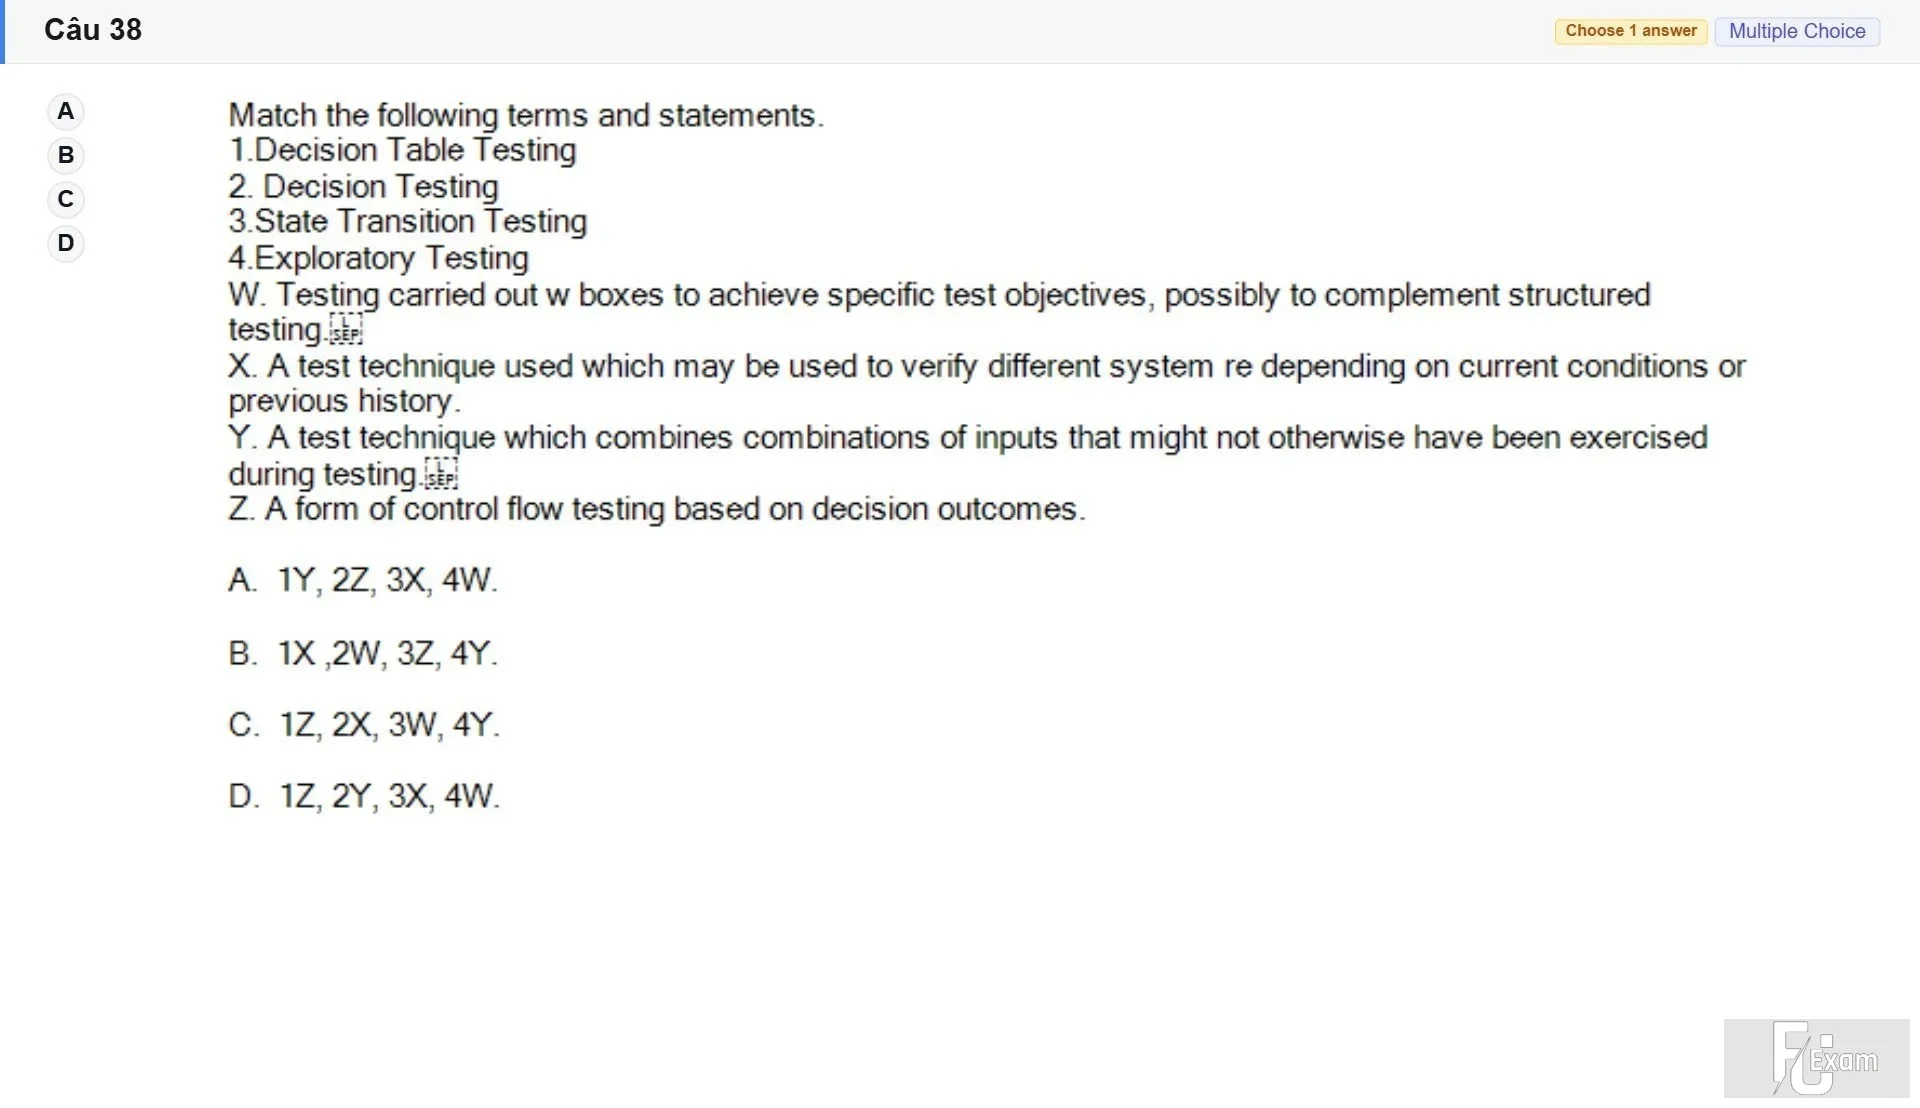 Câu 38
Choose 1 answer
Multiple Choice
A
B
C
D
Match the following terms and statements.
1.Decision Table Testing
2. Decision Testing
3.State Transition Testing
4.Exploratory Testing
W. Testing carried out w boxes to achieve specific test objectives, possibly to complement structured
testing.
X. A test technique used which may be used to verify different system re depending on current conditions or
previous history.
Y. A test technique which combines combinations of inputs that might not otherwise have been exercised
during testing.
Z. A form of control flow testing based on decision outcomes.
A. 1Y, 2Z, 3X, 4W.
B. 1X ,2W, 3Z, 4Y.
C. 1Z, 2X, 3W, 4Y.
D. 1Z, 2Y, 3X, 4W.
Exam